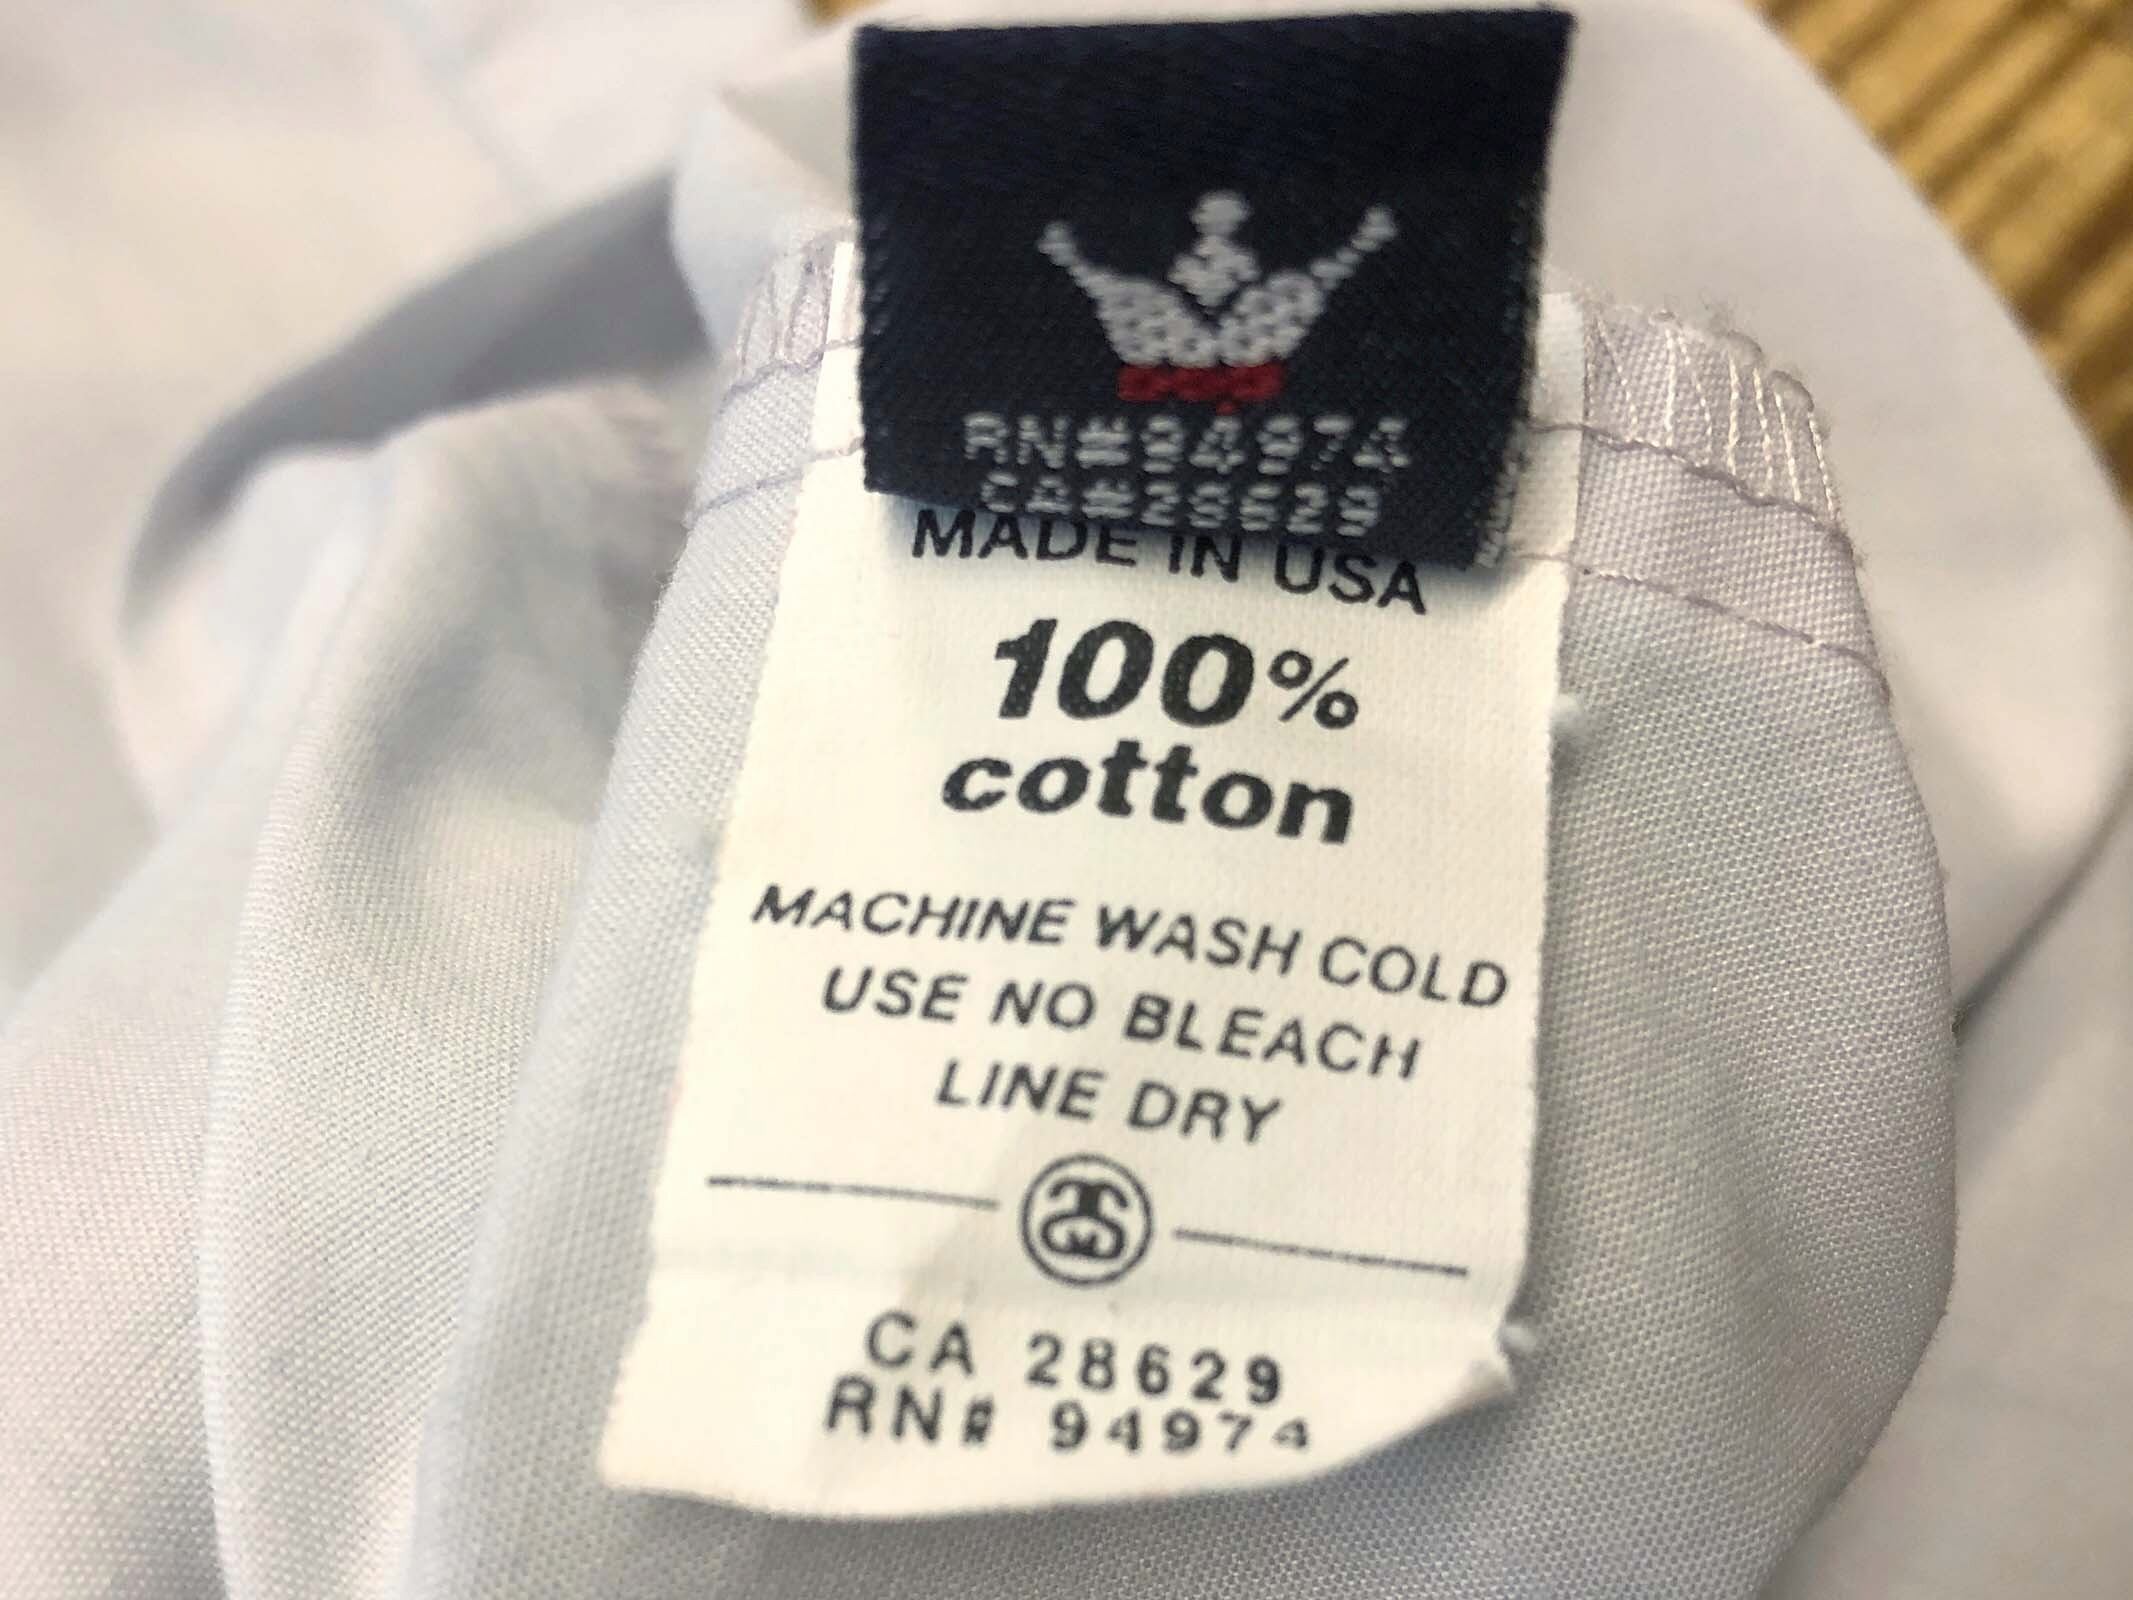 RN#94974
CA#28629
MADE IN USA
100%
cotton
MACHINE WASH COLD
USE NO BLEACH
LINE DRY
CA 28629
RN# 94974